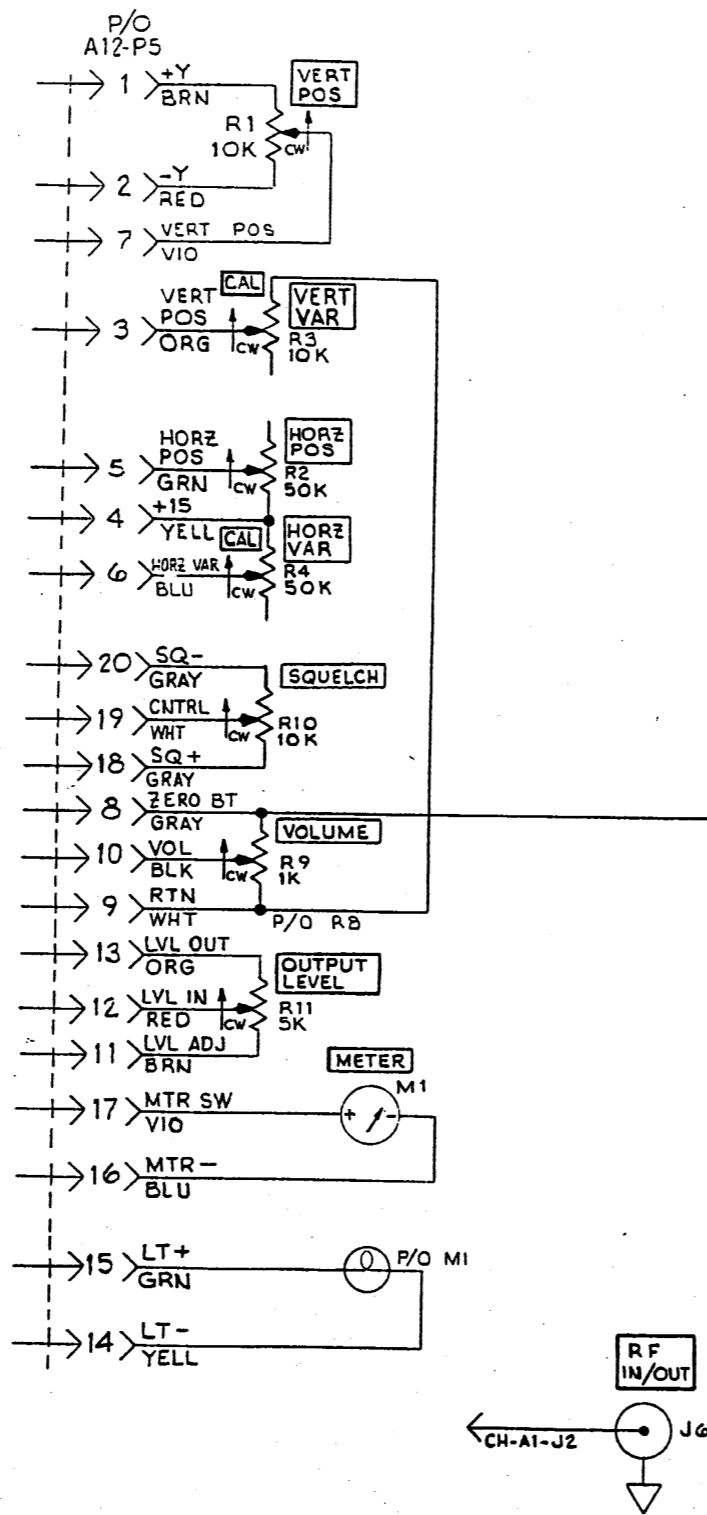 P/O
A12-P5
1 +Y
BRN
VERT
POS
R1
10K CW
2 -Y
RED
7 VERT POS
VIO
CAL
VERT
POS
3 ORG CW
VERT
VAR
R3
10K
HORZ
POS
5 GRN CW
HORZ
POS
R2
50K
4 +15
YELL
CAL
HORZ
VAR
6 HORZ VAR
BLU CW
R4
50K
20 SQ-
GRAY
SQUELCH
19 CNTRL
WHT CW
R10
10K
18 SQ+
GRAY
8 ZERO BT
GRAY
VOLUME
10 VOL
BLK CW
R9
1K
9 RTN
WHT
P/O R8
13 LVL OUT
ORG
OUTPUT
LEVEL
12 LVL IN
RED CW
R11
5K
11 LVL ADJ
BRN
METER
M1
17 MTR SW
VIO
+ -
16 MTR-
BLU
15 LT+
GRN
P/O M1
14 LT-
YELL
RF
IN/OUT
CH-A1-J2
J6